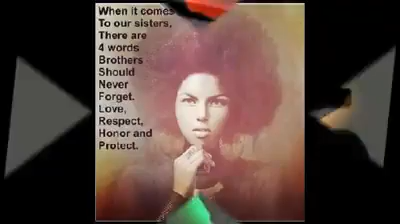 When it comes
To our sisters,
There are
4 words
Brothers
Should
Never
Forget.
Love,
Respect,
Honor and
Protect.